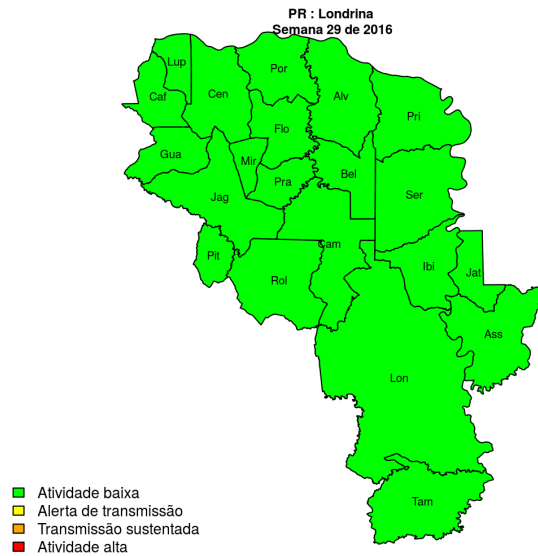 PR : Londrina
Semana 29 de 2016
Lup
Por
Caf
Cen
Alv
Pri
Flo
Gua
Mir
Bel
Pra
Jag
Ser
Cam
Pit
Ibi
Jat
Rol
Ass
Lon
Tam
Atividade baixa
Alerta de transmissão
Transmissão sustentada
Atividade alta